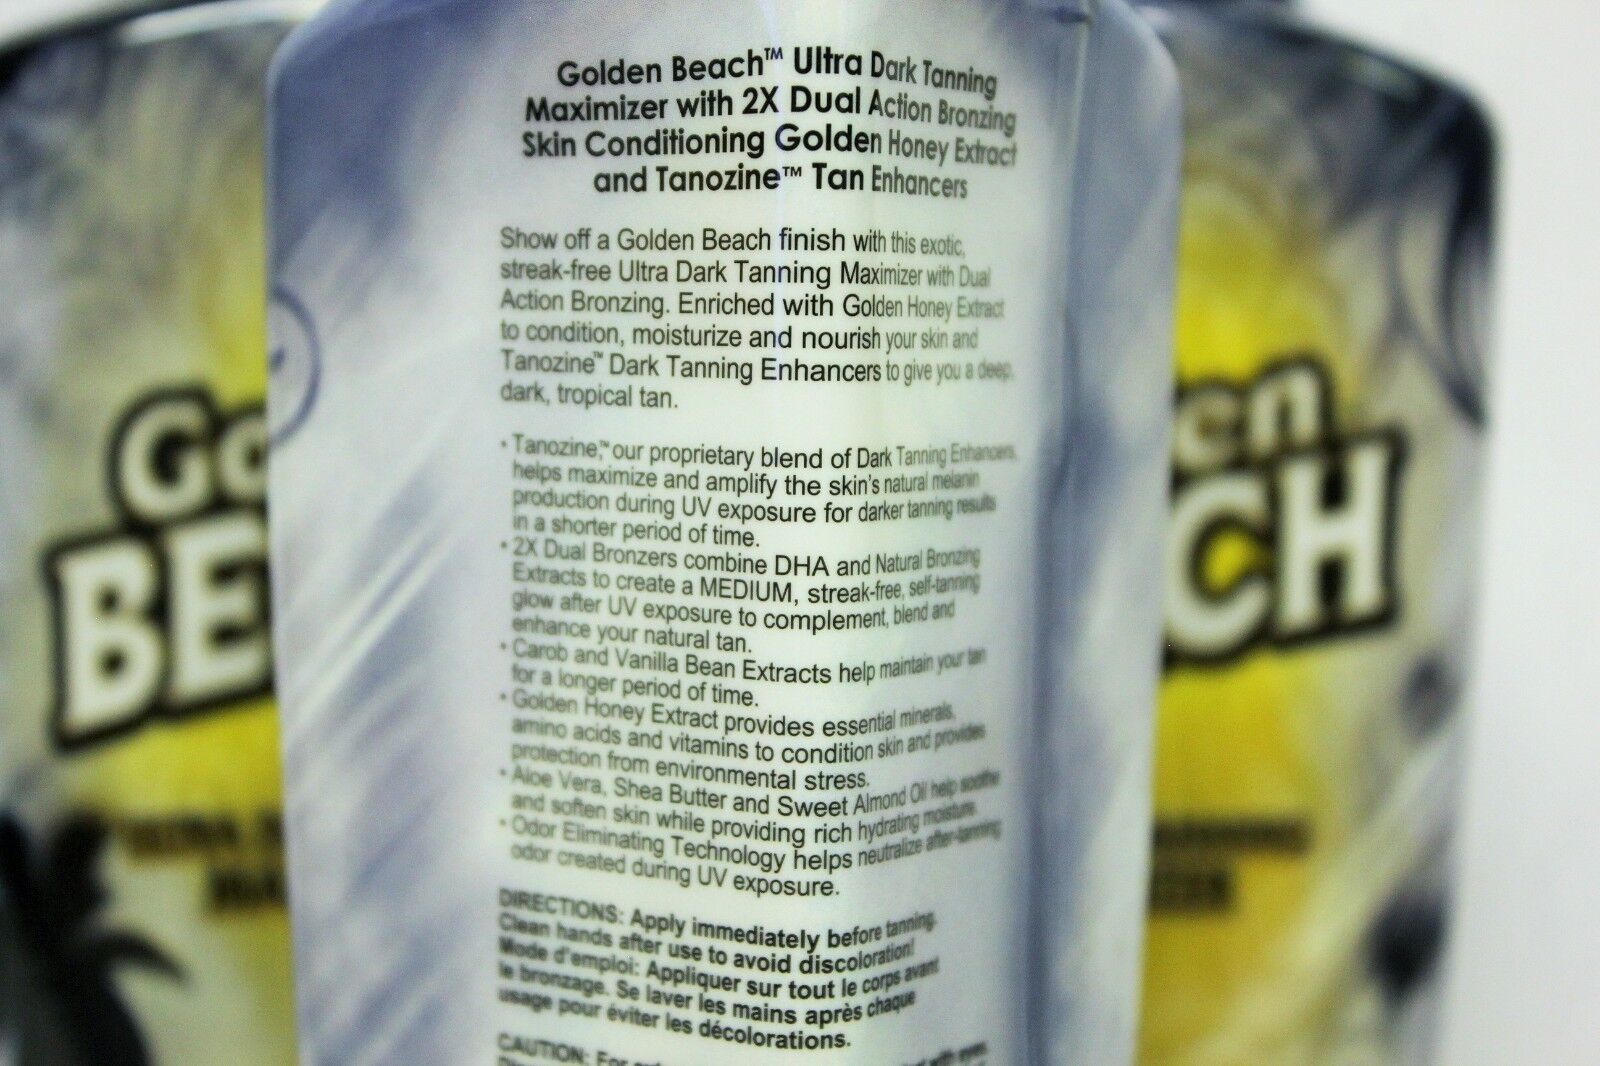 Golden Beach™ Ultra Dark Tanning
Maximizer with 2X Dual Action Bronzing
Skin Conditioning Golden Honey Extract
and Tanozine™ Tan Enhancers
Show off a Golden Beach finish with this exotic,
streak-free Ultra Dark Tanning Maximizer with Dual
Action Bronzing. Enriched with Golden Honey Extract
to condition, moisturize and nourish your skin and
Tanozine™ Dark Tanning Enhancers to give you a deep,
dark, tropical tan.
• Tanozine,™ our proprietary blend of Dark Tanning Enhancers,
helps maximize and amplify the skin's natural melanin
production during UV exposure for darker tanning results
in a shorter period of time.
• 2X Dual Bronzers combine DHA and Natural Bronzing
Extracts to create a MEDIUM, streak-free, self-tanning
glow after UV exposure to complement, blend and
enhance your natural tan.
• Carob and Vanilla Bean Extracts help maintain your tan
for a longer period of time.
• Golden Honey Extract provides essential minerals,
amino acids and vitamins to condition skin and provides
protection from environmental stress.
• Aloe Vera, Shea Butter and Sweet Almond Oil help soothe
and soften skin while providing rich hydrating moisture.
• Odor Eliminating Technology helps neutralize after-tanning
odor created during UV exposure.
DIRECTIONS: Apply immediately before tanning.
Clean hands after use to avoid discoloration!
Mode d'emploi: Appliquer sur tout le corps avant
le bronzage. Se laver les mains après chaque
usage pour éviter les décolorations.
CAUTION: For with eyes
Go
BE
en
CH